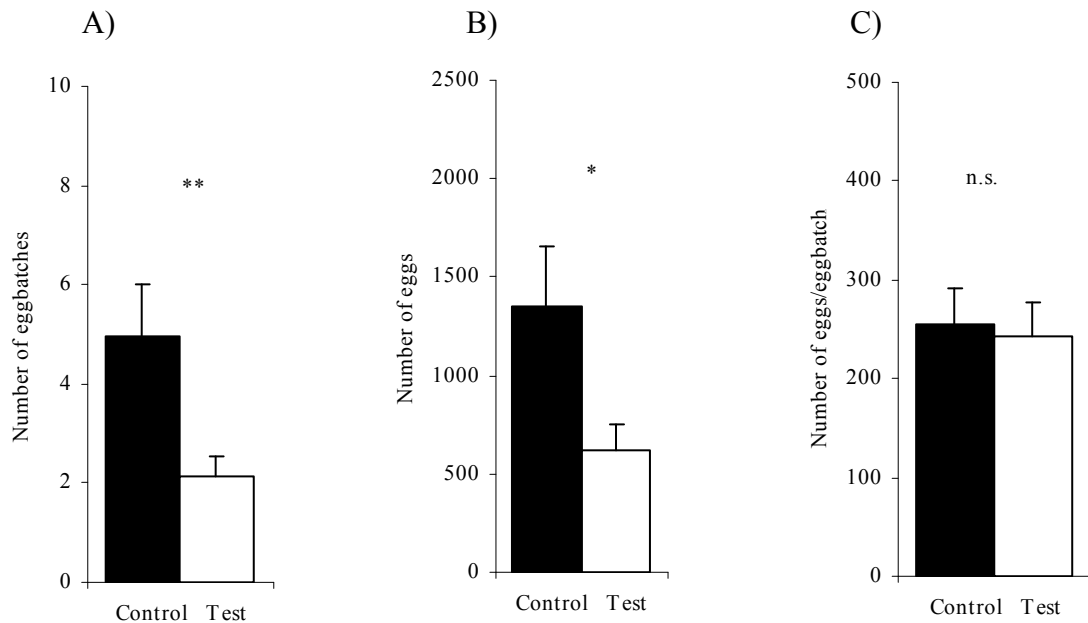 A)
Number of eggbatches
10
8
6
4
2
0
**
Control Test
B)
Number of eggs
2500
2000
1500
1000
500
0
*
Control Test
C)
Number of eggs/eggbatch
500
400
300
200
100
0
n.s.
Control Test